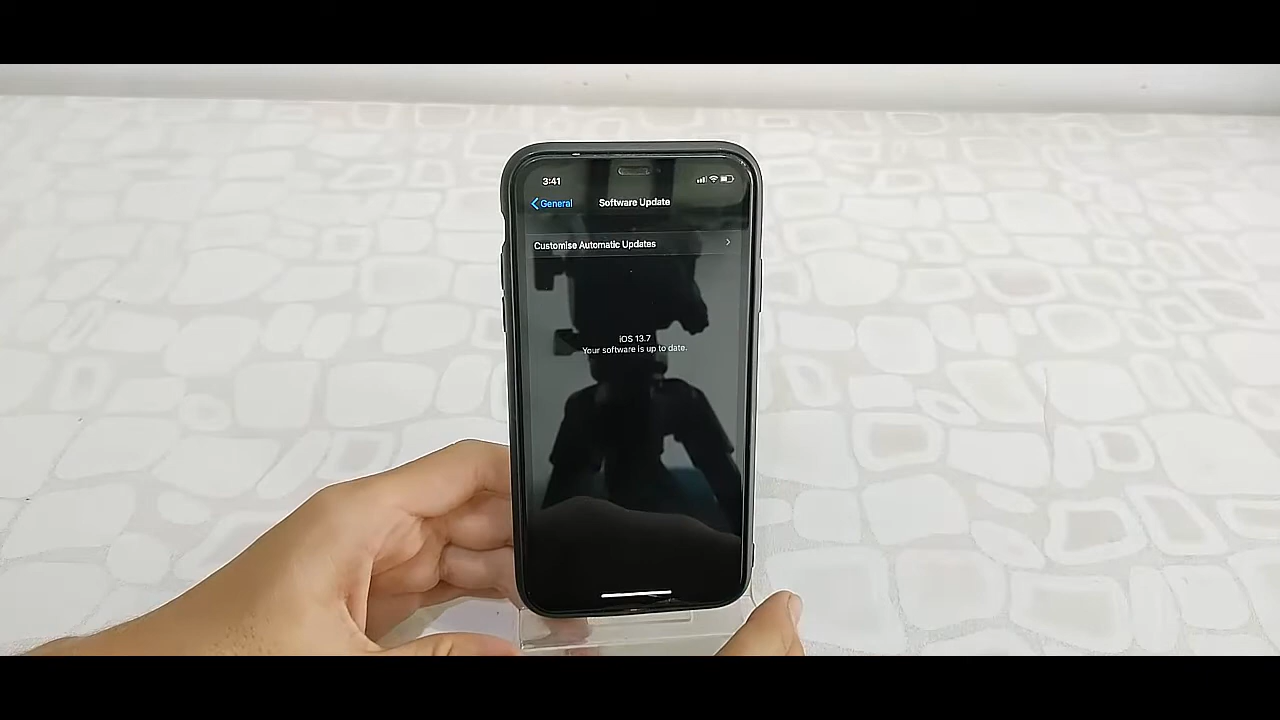 3:41
General
Software Update
Customise Automatic Updates
iOS 13.7
Your software is up to date.